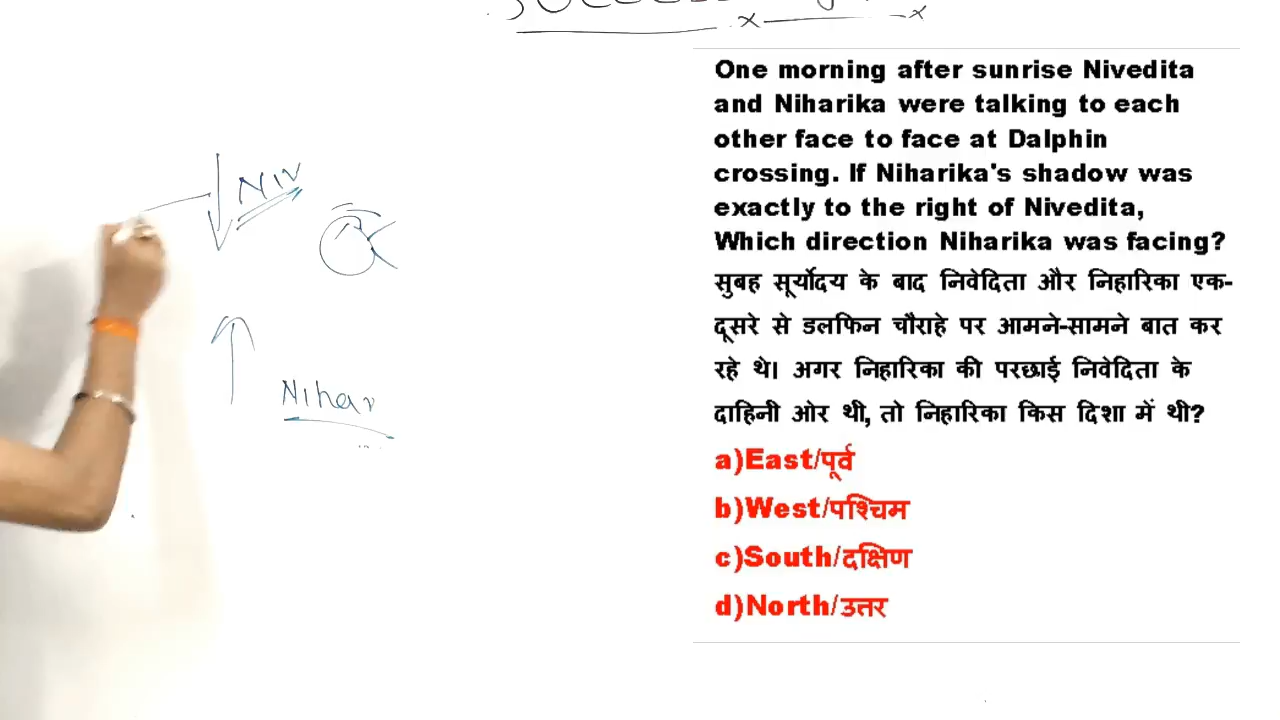 One morning after sunrise Nivedita
and Niharika were talking to each
other face to face at Dalphin
crossing. If Niharika's shadow was
exactly to the right of Nivedita,
Which direction Niharika was facing?
सुबह सूर्योदय के बाद निवेदिता और निहारिका एक-
दूसरे से डलफिन चौराहे पर आमने-सामने बात कर
रहे थे। अगर निहारिका की परछाई निवेदिता के
दाहिनी ओर थी, तो निहारिका किस दिशा में थी?
a)East/पूर्व
b)West/पश्चिम
c)South/दक्षिण
d)North/उत्तर
Niv
Nihar